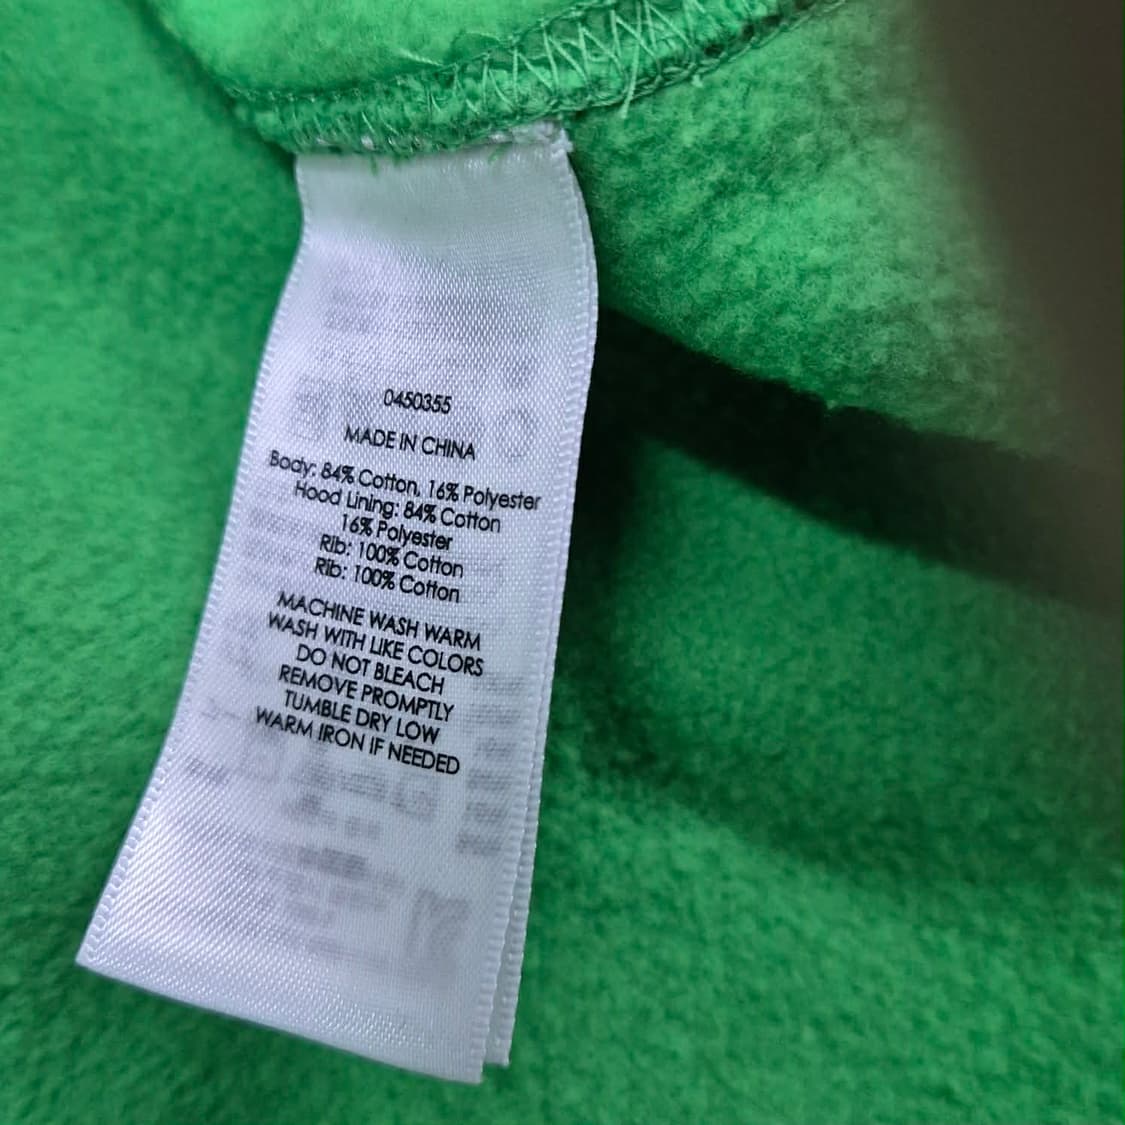 0450355
MADE IN CHINA
Body: 84% Cotton, 16% Polyester
Hood Lining: 84% Cotton
16% Polyester
Rib: 100% Cotton
Rib: 100% Cotton
MACHINE WASH WARM
WASH WITH LIKE COLORS
DO NOT BLEACH
REMOVE PROMPTLY
TUMBLE DRY LOW
WARM IRON IF NEEDED